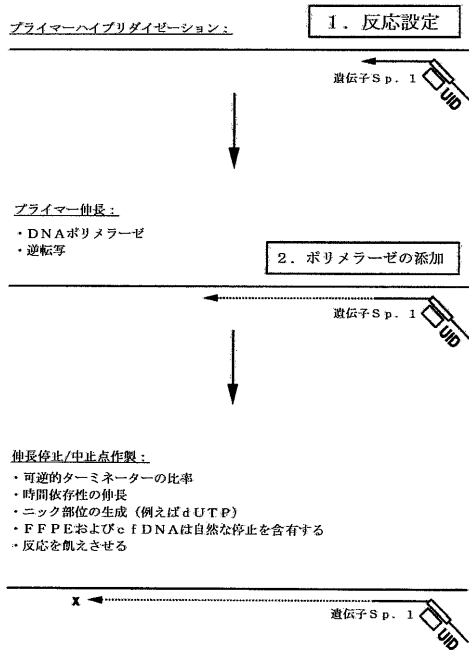 プライマーハイブリダイゼーション：
１．反応設定
遺伝子Ｓｐ．１
UID
プライマー伸長：
・ＤＮＡポリメラーゼ
・逆転写
２．ポリメラーゼの添加
遺伝子Ｓｐ．１
UID
伸長停止/中止点作製：
・可逆的ターミネーターの比率
・時間依存性の伸長
・ニック部位の生成（例えばｄＵＴＰ）
・ＦＦＰＥおよびｃｆＤＮＡは自然な停止を含有する
・反応を飢えさせる
X
遺伝子Ｓｐ．１
UID